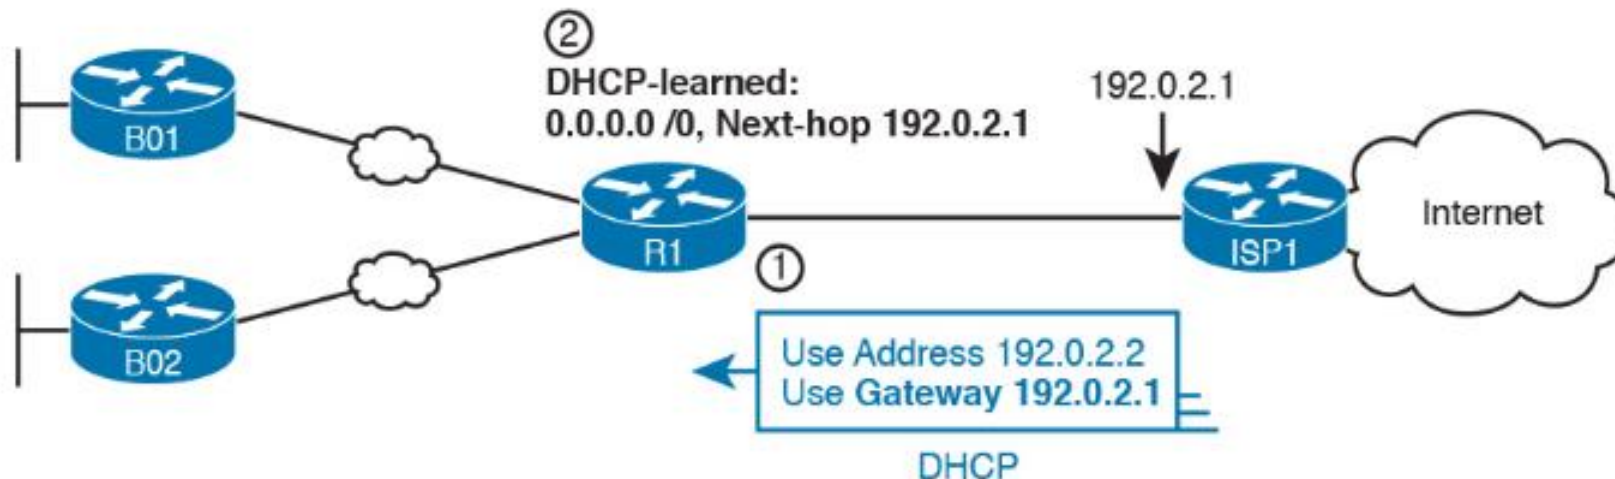 ②
DHCP-learned:
0.0.0.0 /0, Next-hop 192.0.2.1
192.0.2.1
B01
R1
ISP1
Internet
B02
①
Use Address 192.0.2.2
Use Gateway 192.0.2.1
DHCP